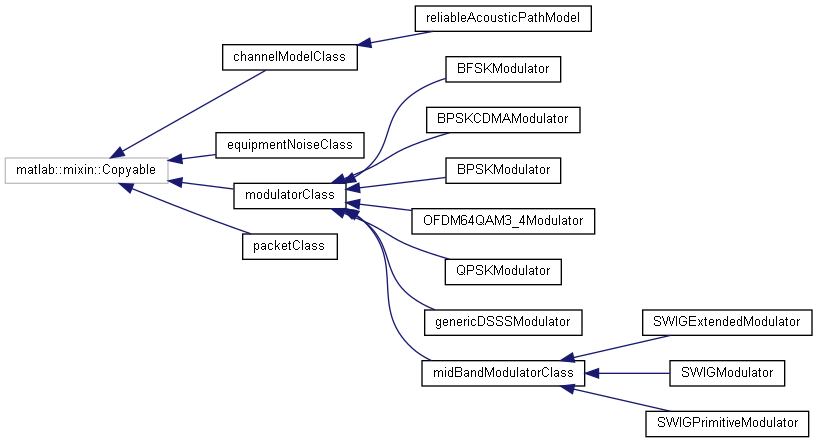 reliableAcousticPathModel
channelModelClass
BFSKModulator
BPSKCDMAModulator
equipmentNoiseClass
matlab::mixin::Copyable
BPSKModulator
modulatorClass
OFDM64QAM3_4Modulator
packetClass
QPSKModulator
genericDSSSModulator
SWIGExtendedModulator
midBandModulatorClass
SWIGModulator
SWIGPrimitiveModulator